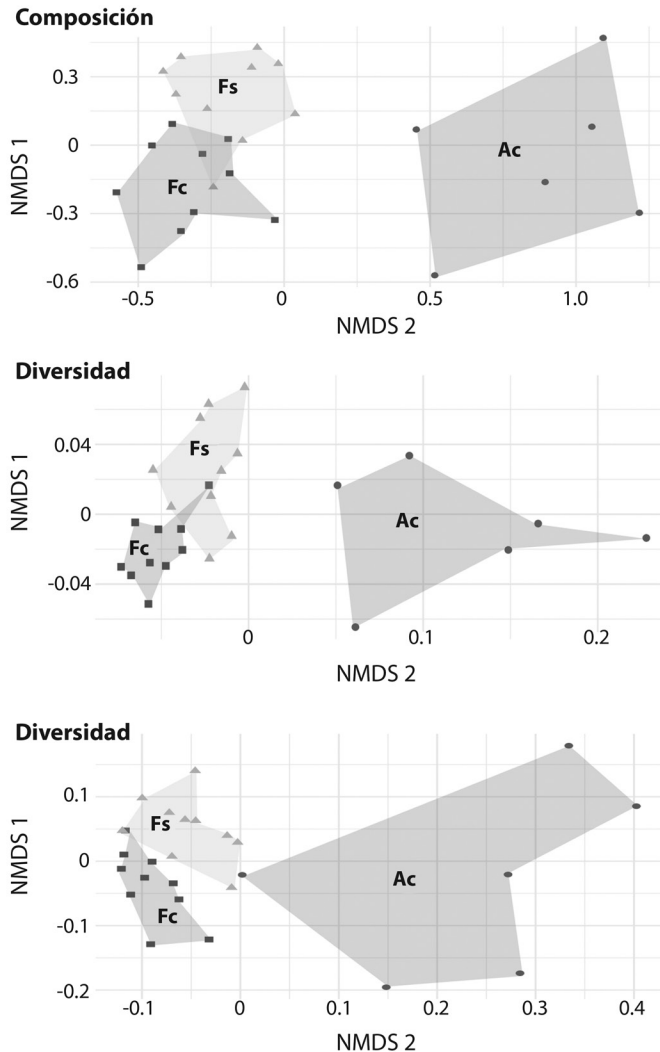 Composición
0.3
0
-0.3
-0.6
NMDS 1
Fs
Fc
Ac
-0.5
0
0.5
1.0
NMDS 2
Diversidad
0.04
0
-0.04
NMDS 1
Fs
Fc
Ac
0
0.1
0.2
NMDS 2
Diversidad
0.1
0
-0.1
-0.2
NMDS 1
Fs
Fc
Ac
-0.1
0
0.1
0.2
0.3
0.4
NMDS 2